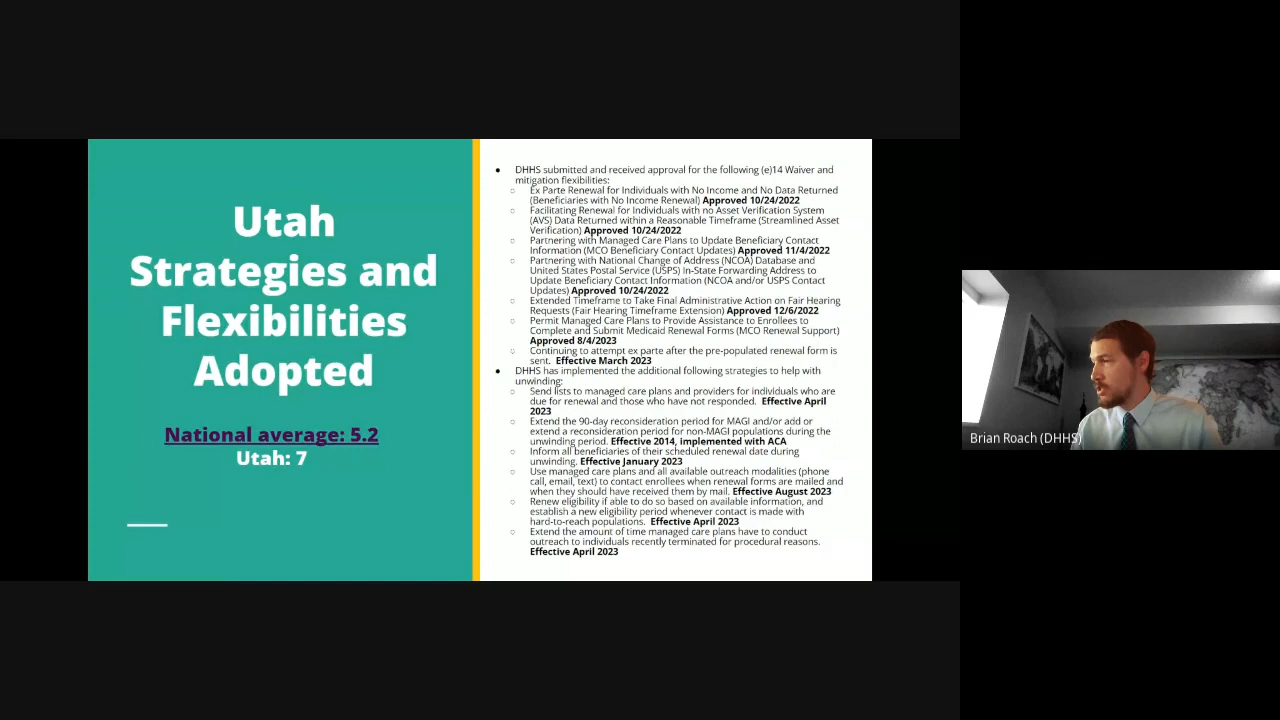 Utah
Strategies and
Flexibilities
Adopted
National average: 5.2
Utah: 7
● DHHS submitted and received approval for the following (e)14 Waiver and
mitigation flexibilities:
○ Ex Parte Renewal for Individuals with No Income and No Data Returned
(Beneficiaries with No Income Renewal) Approved 10/24/2022
○ Facilitating Renewal for Individuals with no Asset Verification System
(AVS) Data Returned within a Reasonable Timeframe (Streamlined Asset
Verification) Approved 10/24/2022
○ Partnering with Managed Care Plans to Update Beneficiary Contact
Information (MCO Beneficiary Contact Updates) Approved 11/4/2022
○ Partnering with National Change of Address (NCOA) Database and
United States Postal Service (USPS) In-State Forwarding Address to
Update Beneficiary Contact Information (NCOA and/or USPS Contact
Updates) Approved 10/24/2022
○ Extended Timeframe to Take Final Administrative Action on Fair Hearing
Requests (Fair Hearing Timeframe Extension) Approved 12/6/2022
○ Permit Managed Care Plans to Provide Assistance to Enrollees to
Complete and Submit Medicaid Renewal Forms (MCO Renewal Support)
Approved 8/4/2023
○ Continuing to attempt ex parte after the pre-populated renewal form is
sent. Effective March 2023
● DHHS has implemented the additional following strategies to help with
unwinding:
○ Send lists to managed care plans and providers for individuals who are
due for renewal and those who have not responded. Effective April
2023
○ Extend the 90-day reconsideration period for MAGI and/or add or
extend a reconsideration period for non-MAGI populations during the
unwinding period. Effective 2014, implemented with ACA
○ Inform all beneficiaries of their scheduled renewal date during
unwinding. Effective January 2023
○ Use managed care plans and all available outreach modalities (phone
call, email, text) to contact enrollees when renewal forms are mailed and
when they should have received them by mail. Effective August 2023
○ Renew eligibility if able to do so based on available information, and
establish a new eligibility period whenever contact is made with
hard-to-reach populations. Effective April 2023
○ Extend the amount of time managed care plans have to conduct
outreach to individuals recently terminated for procedural reasons.
Effective April 2023
Brian Roach (DHHS)